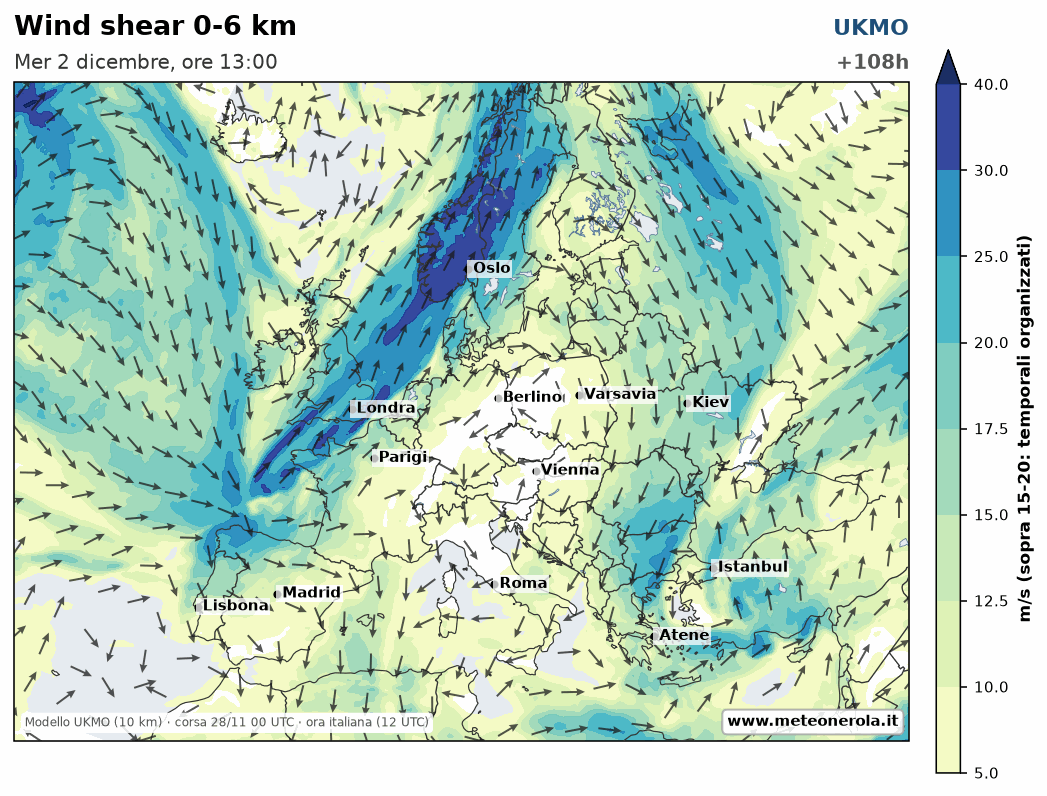 Wind shear 0-6 km
UKMO
Mer 2 dicembre, ore 13:00
+108h
40.0
30.0
25.0
20.0
17.5
15.0
12.5
10.0
5.0
m/s (sopra 15-20: temporali organizzati)
Oslo
Berlino
Varsavia
Londra
Kiev
Parigi
Vienna
Istanbul
Roma
Madrid
Lisbona
Atene
Modello UKMO (10 km) · corsa 28/11 00 UTC · ora italiana (12 UTC)
www.meteonerola.it